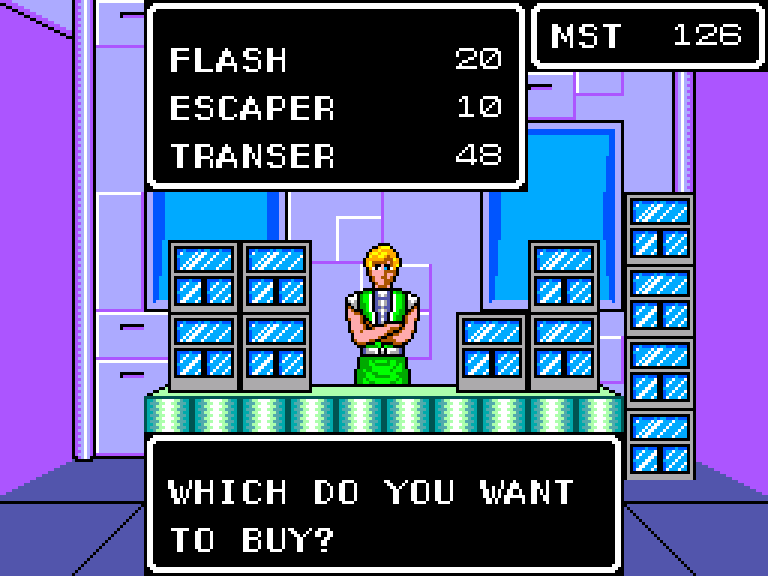 MST 126
FLASH 20
ESCAPER 10
TRANSER 48
WHICH DO YOU WANT
TO BUY?